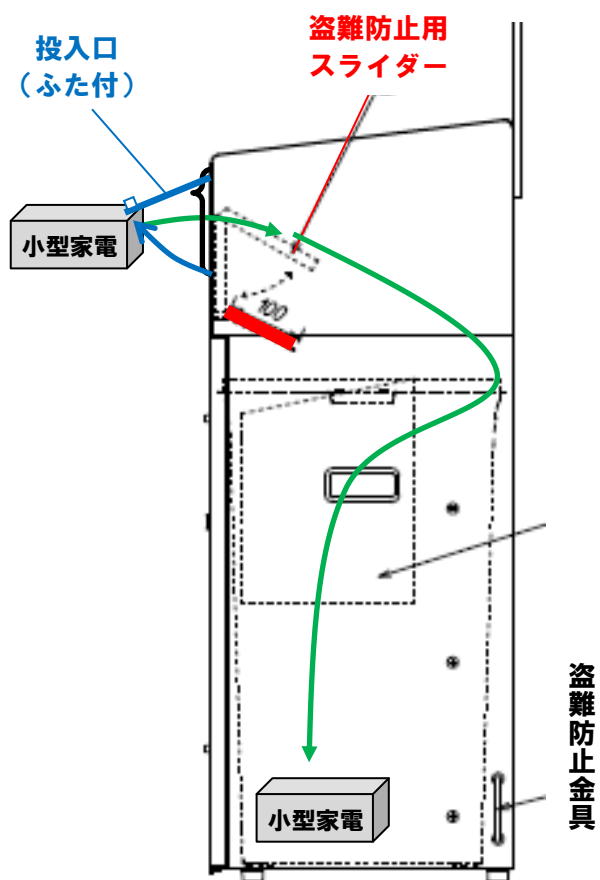 盗難防止用
スライダー
投入口
（ふた付）
小型家電
100
盗難防止金具
小型家電